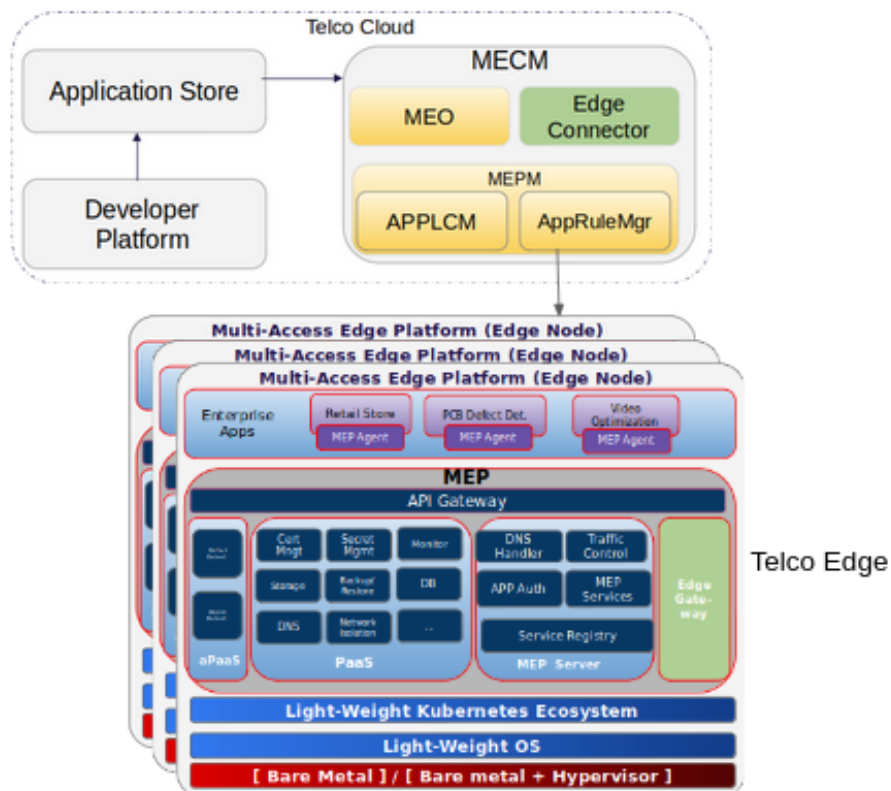 Telco Cloud
Application Store
Developer
Platform
MECM
MEO
Edge
Connector
MEPM
APPLCM
AppRuleMgr
Multi-Access Edge Platform (Edge Node)
Multi-Access Edge Platform (Edge Node)
Multi-Access Edge Platform (Edge Node)
Enterprise
Apps
Retail Store
MEP Agent
PCB Defect Det.
MEP Agent
Video
Optimization
MEP Agent
MEP
API Gateway
aPaaS
Cert
Mngt
Secret
Mgmt
Monitor
Storage
Backup/
Restore
DB
DNS
Network
Isolation
...
PaaS
DNS
Handler
Traffic
Control
APP Auth
MEP
Services
Service Registry
MEP Server
Edge
Gate-
way
Telco Edge
Light-Weight Kubernetes Ecosystem
Light-Weight OS
[ Bare Metal ] / [ Bare metal + Hypervisor ]